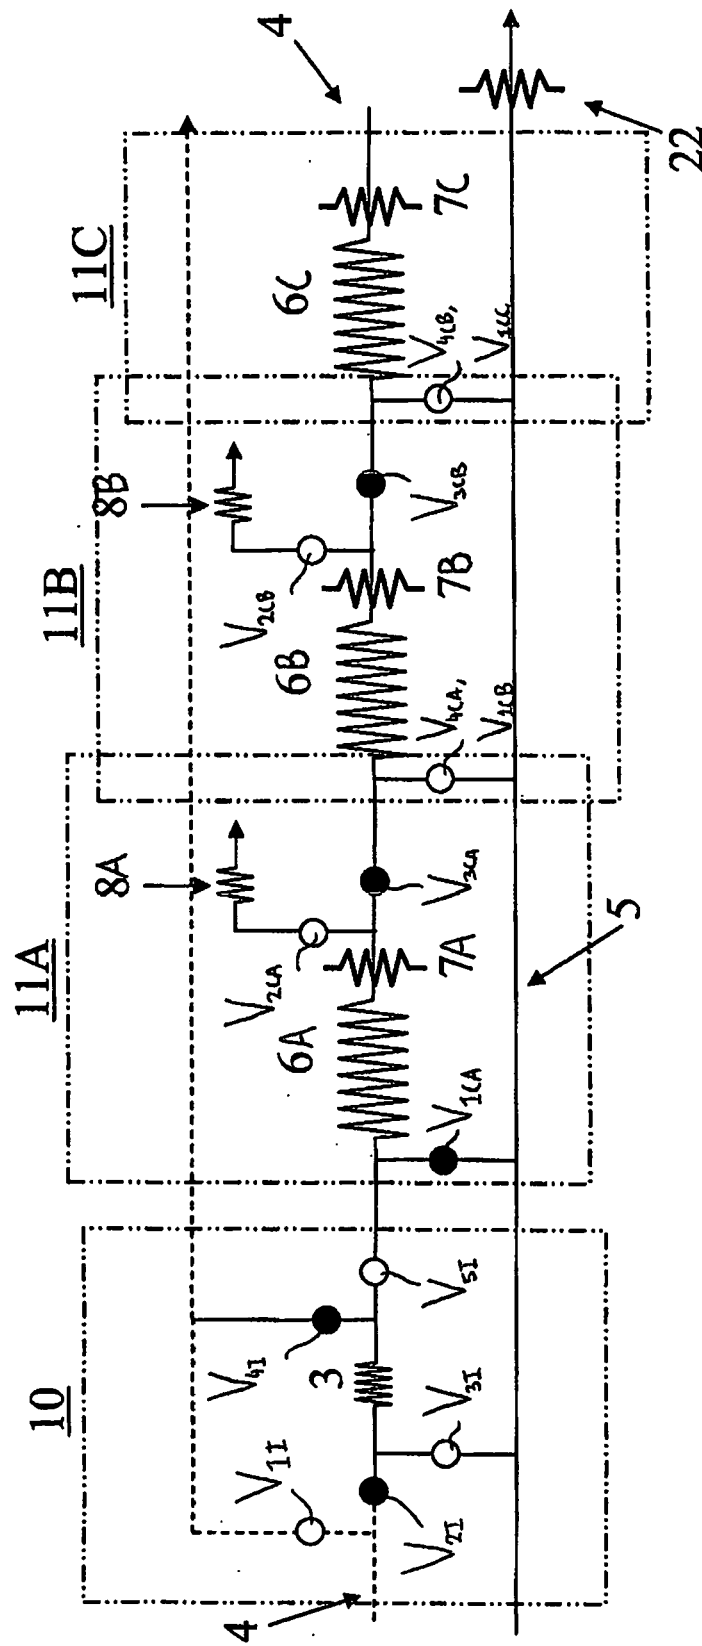 10
11A
11B
11C
4
V1I
V4I
3
V2I
V3I
V5I
8A
V2CA
6A
7A
V1CA
V3CA
5
8B
V2CB
6B
7B
V4CA,
V1CB
V3CB
6C
7C
V4CB,
V1CC
4
22